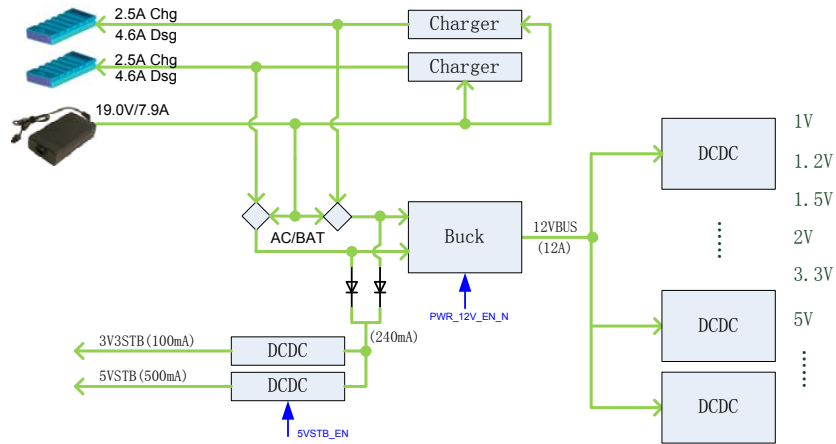 2.5A Chg
4.6A Dsg
Charger
2.5A Chg
4.6A Dsg
Charger
19.0V/7.9A
DCDC
1V
1.2V
1.5V
2V
3.3V
5V
AC/BAT
Buck
12VBUS
(12A)
PWR_12V_EN_N
(240mA)
3V3STB(100mA)
DCDC
5VSTB(500mA)
DCDC
5VSTB_EN
DCDC
DCDC